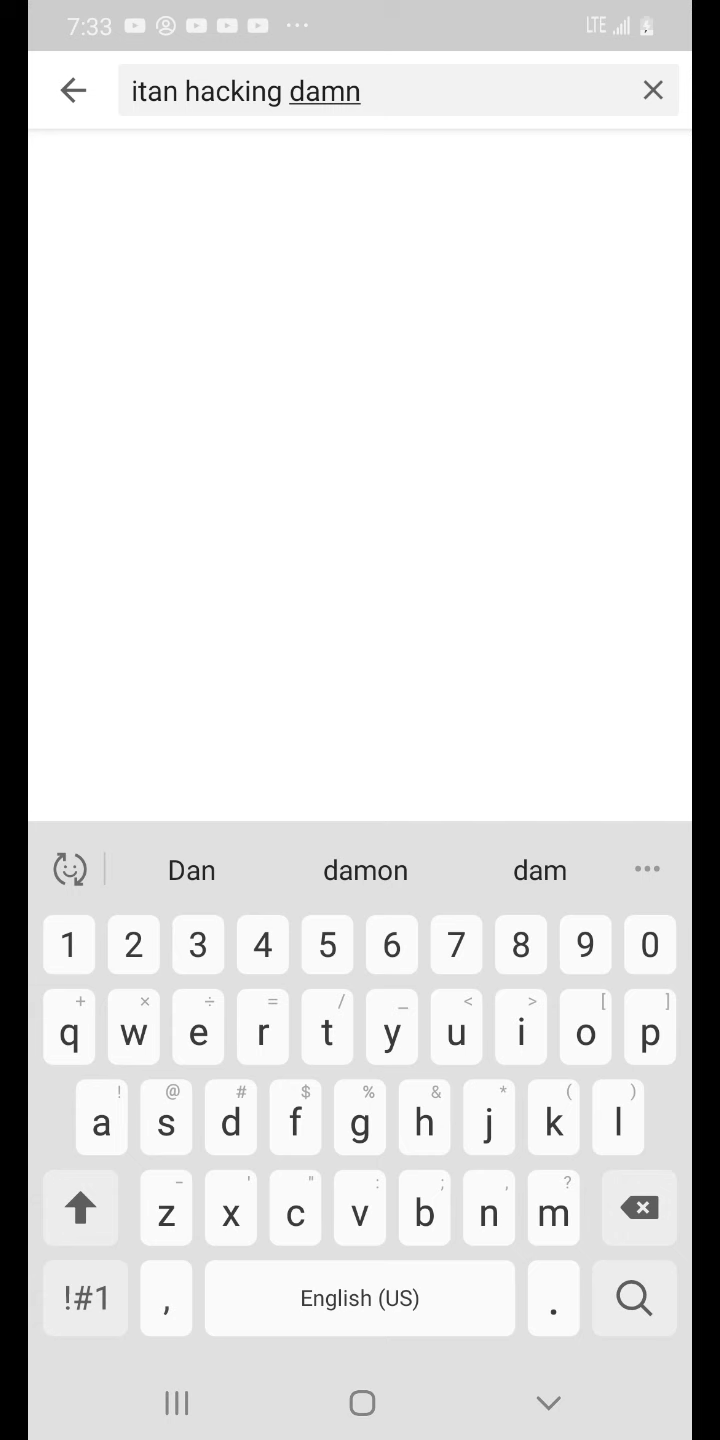 7:33 LTE
itan hacking damn
Dan damon dam
1 2 3 4 5 6 7 8 9 0
+ × ÷ = / _ < > [ ]
q w e r t y u i o p
! @ # $ % & * ( )
a s d f g h j k l
- ' " : ; , ?
z x c v b n m
!#1 , English (US) .